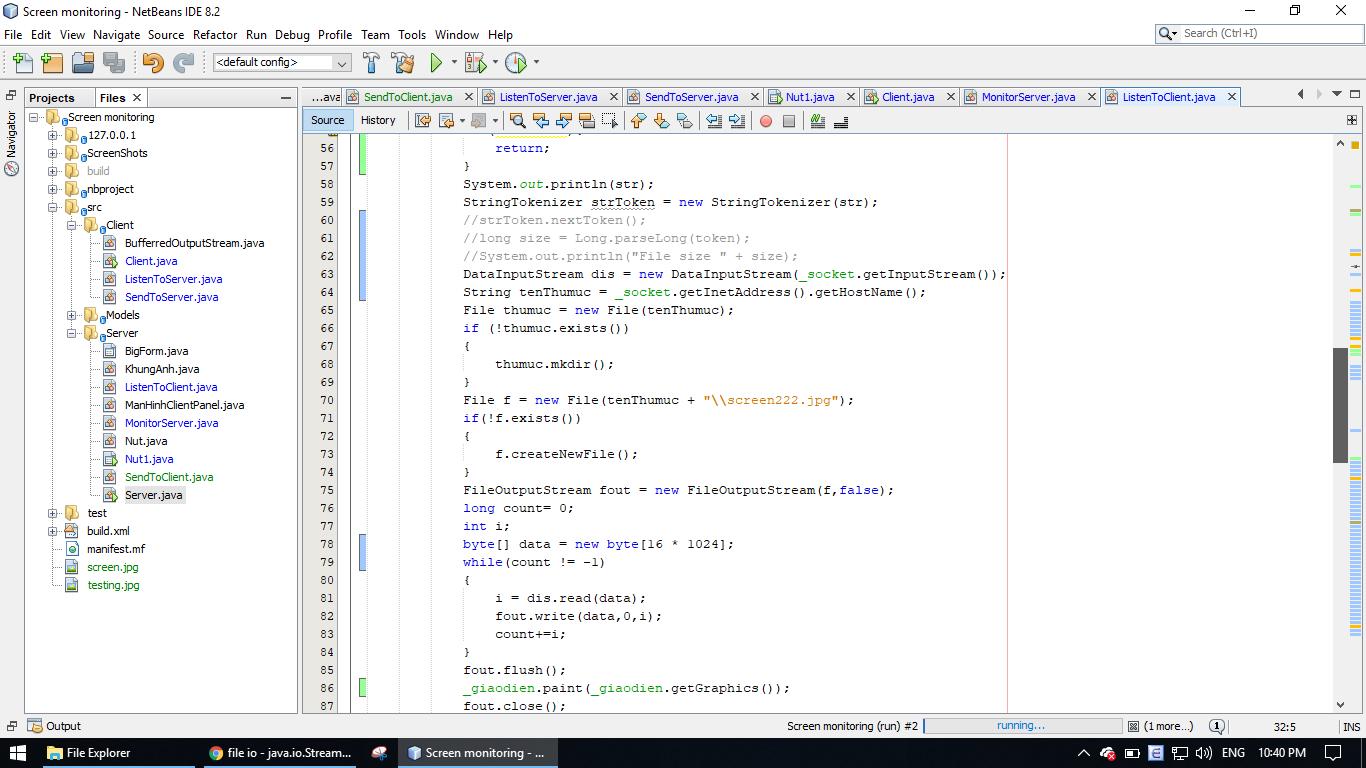 Screen monitoring - NetBeans IDE 8.2
File Edit View Navigate Source Refactor Run Debug Profile Team Tools Window Help
Search (Ctrl+I)
<default config>
Projects Files
Navigator
Screen monitoring
127.0.0.1
ScreenShots
build
nbproject
src
Client
BufferredOutputStream.java
Client.java
ListenToServer.java
SendToServer.java
Models
Server
BigForm.java
KhungAnh.java
ListenToClient.java
ManHinhClientPanel.java
MonitorServer.java
Nut.java
Nut1.java
SendToClient.java
Server.java
test
build.xml
manifest.mf
screen.jpg
testing.jpg
...ava SendToClient.java ListenToServer.java SendToServer.java Nut1.java Client.java MonitorServer.java ListenToClient.java
Source History
56 return;
57 }
58 System.out.println(str);
59 StringTokenizer strToken = new StringTokenizer(str);
60 //strToken.nextToken();
61 //long size = Long.parseLong(token);
62 //System.out.println("File size " + size);
63 DataInputStream dis = new DataInputStream(_socket.getInputStream());
64 String tenThumuc = _socket.getInetAddress().getHostName();
65 File thumuc = new File(tenThumuc);
66 if (!thumuc.exists())
67 {
68 thumuc.mkdir();
69 }
70 File f = new File(tenThumuc + "\\screen222.jpg");
71 if(!f.exists())
72 {
73 f.createNewFile();
74 }
75 FileOutputStream fout = new FileOutputStream(f,false);
76 long count= 0;
77 int i;
78 byte[] data = new byte[16 * 1024];
79 while(count != -1)
80 {
81 i = dis.read(data);
82 fout.write(data,0,i);
83 count+=i;
84 }
85 fout.flush();
86 _giaodien.paint(_giaodien.getGraphics());
87 fout.close();
Output
Screen monitoring (run) #2 running... (1 more...) 1 32:5 INS
File Explorer
file io - java.io.Stream...
Screen monitoring - ...
ENG 10:40 PM